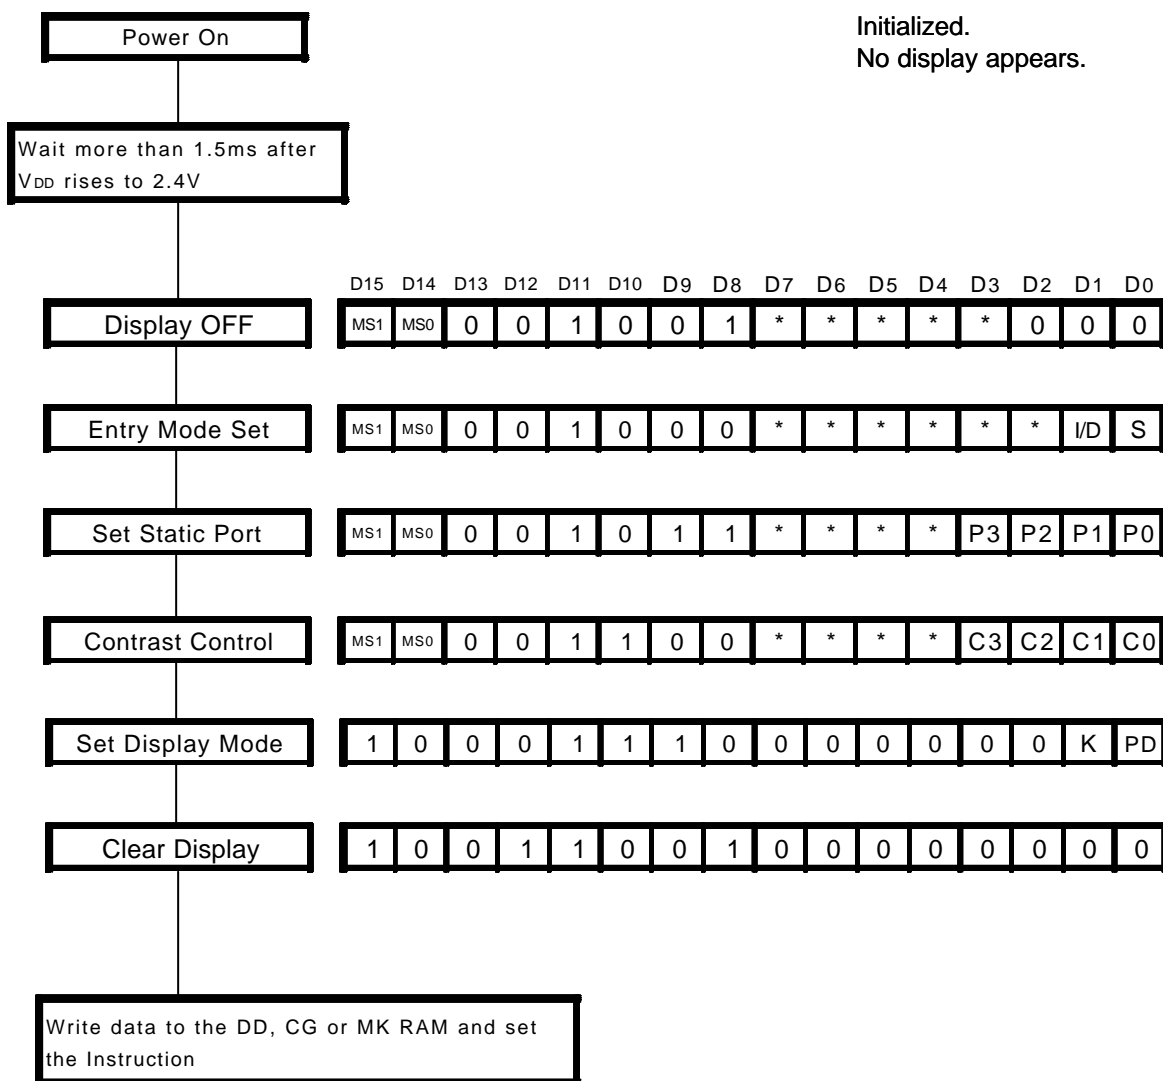 Power On
Initialized.
No display appears.
Wait more than 1.5ms after
VDD rises to 2.4V
D15 D14 D13 D12 D11 D10 D9 D8 D7 D6 D5 D4 D3 D2 D1 D0
Display OFF MS1 MS0 0 0 1 0 0 1 * * * * * 0 0 0
Entry Mode Set MS1 MS0 0 0 1 0 0 0 * * * * * * I/D S
Set Static Port MS1 MS0 0 0 1 0 1 1 * * * * P3 P2 P1 P0
Contrast Control MS1 MS0 0 0 1 1 0 0 * * * * C3 C2 C1 C0
Set Display Mode 1 0 0 0 1 1 1 0 0 0 0 0 0 0 K PD
Clear Display 1 0 0 1 1 0 0 1 0 0 0 0 0 0 0 0
Write data to the DD, CG or MK RAM and set
the Instruction